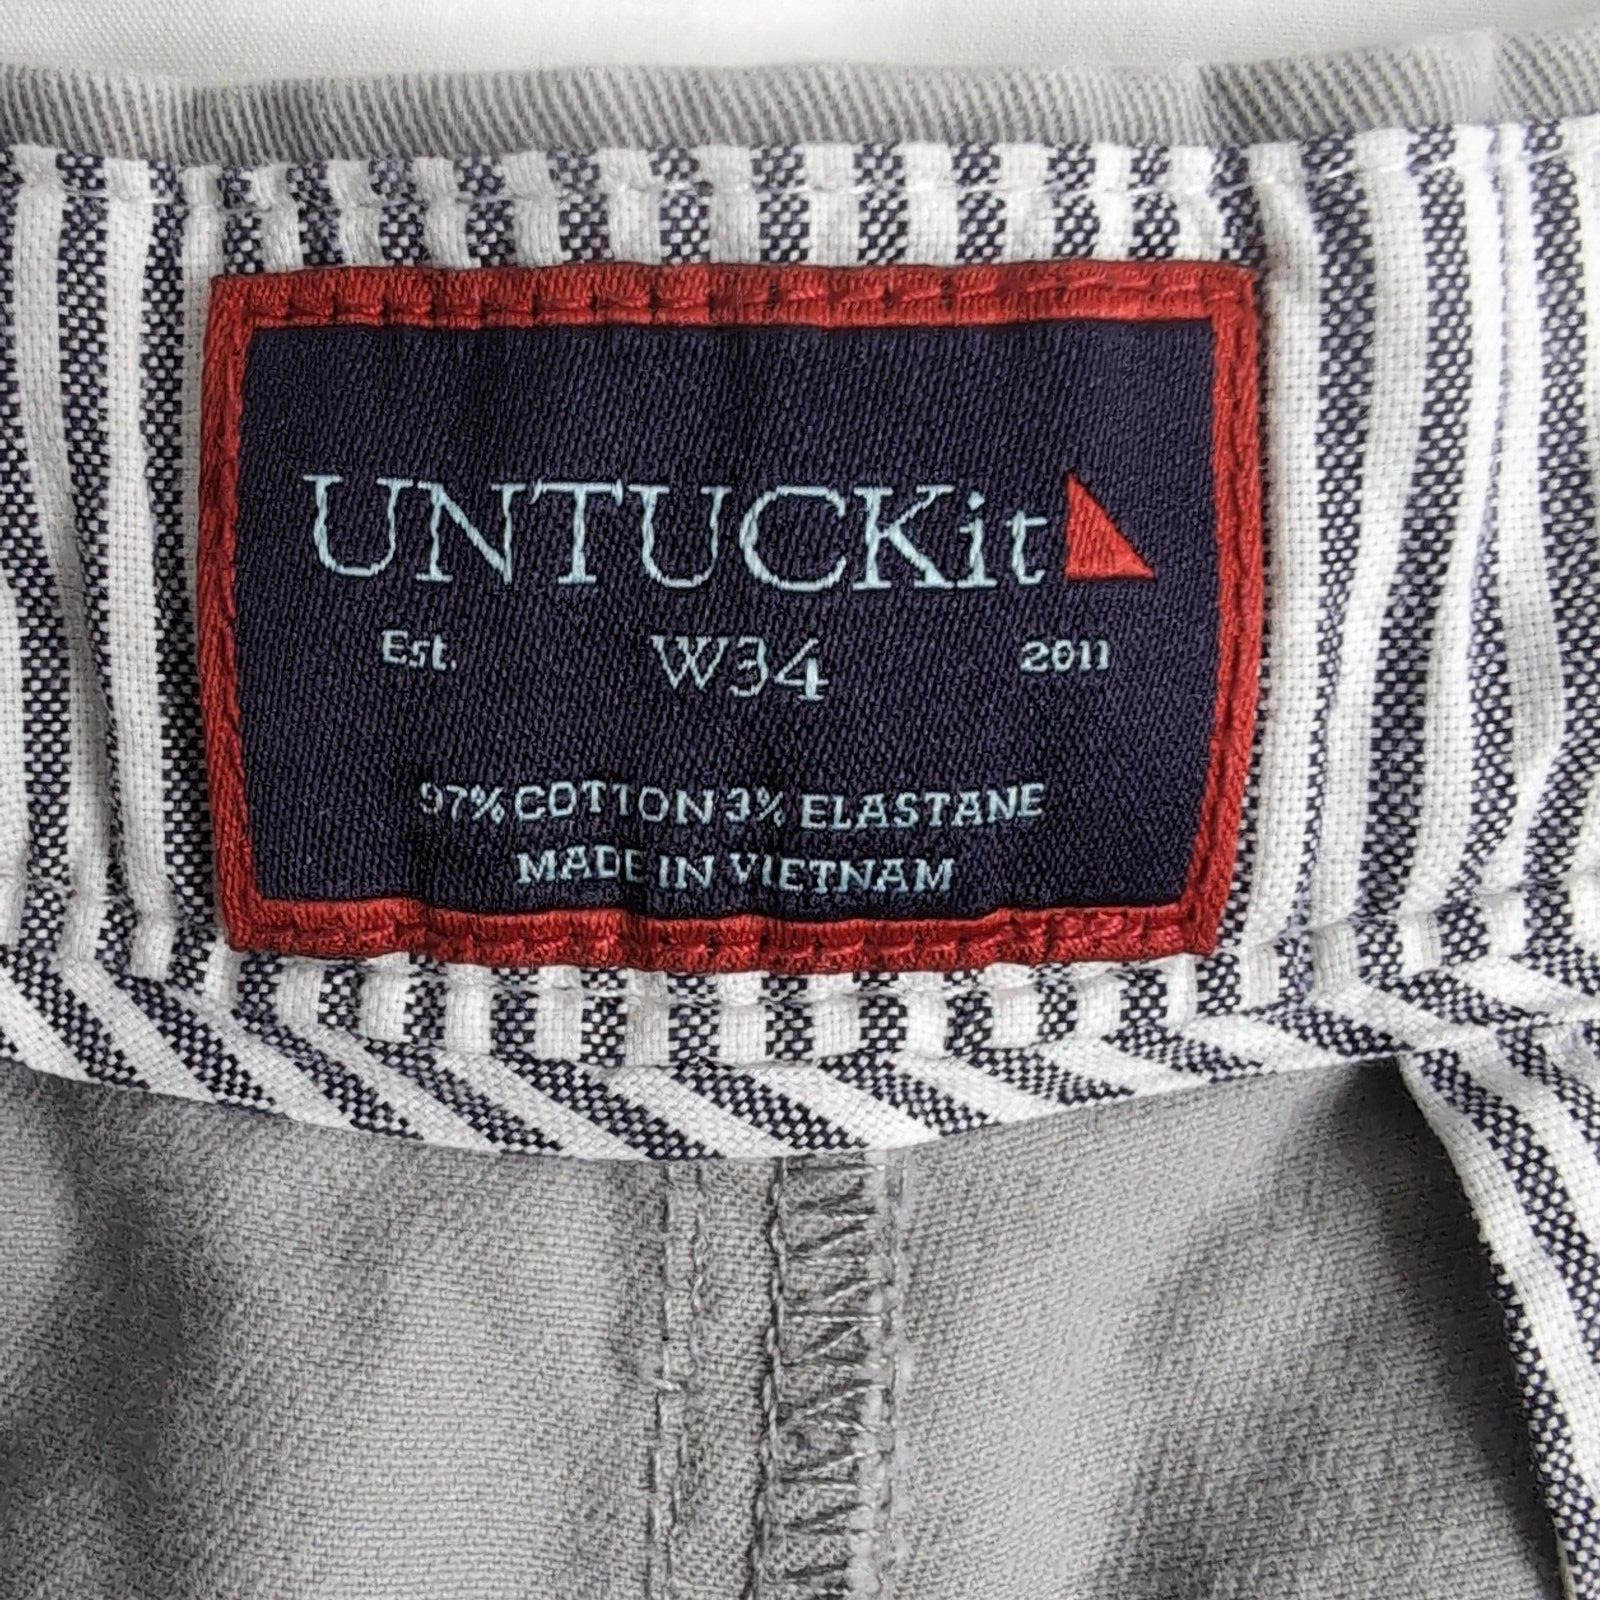 UNTUCKit
Est. W34 2011
97% COTTON 3% ELASTANE
MADE IN VIETNAM